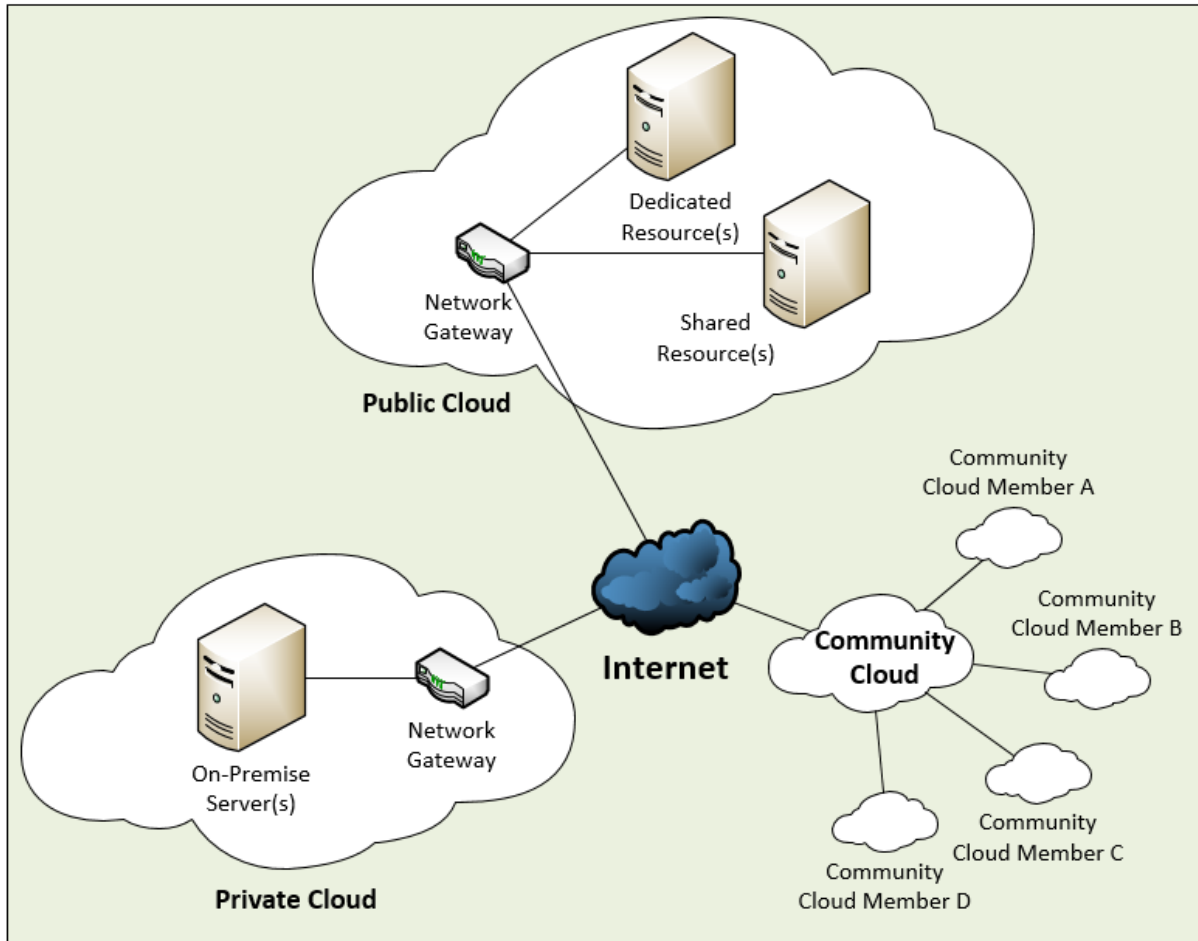 Dedicated
Resource(s)
Network
Gateway
Shared
Resource(s)
Public Cloud
Community
Cloud Member A
Community
Cloud Member B
Community
Cloud
Internet
Network
Gateway
On-Premise
Server(s)
Community
Cloud Member C
Community
Cloud Member D
Private Cloud